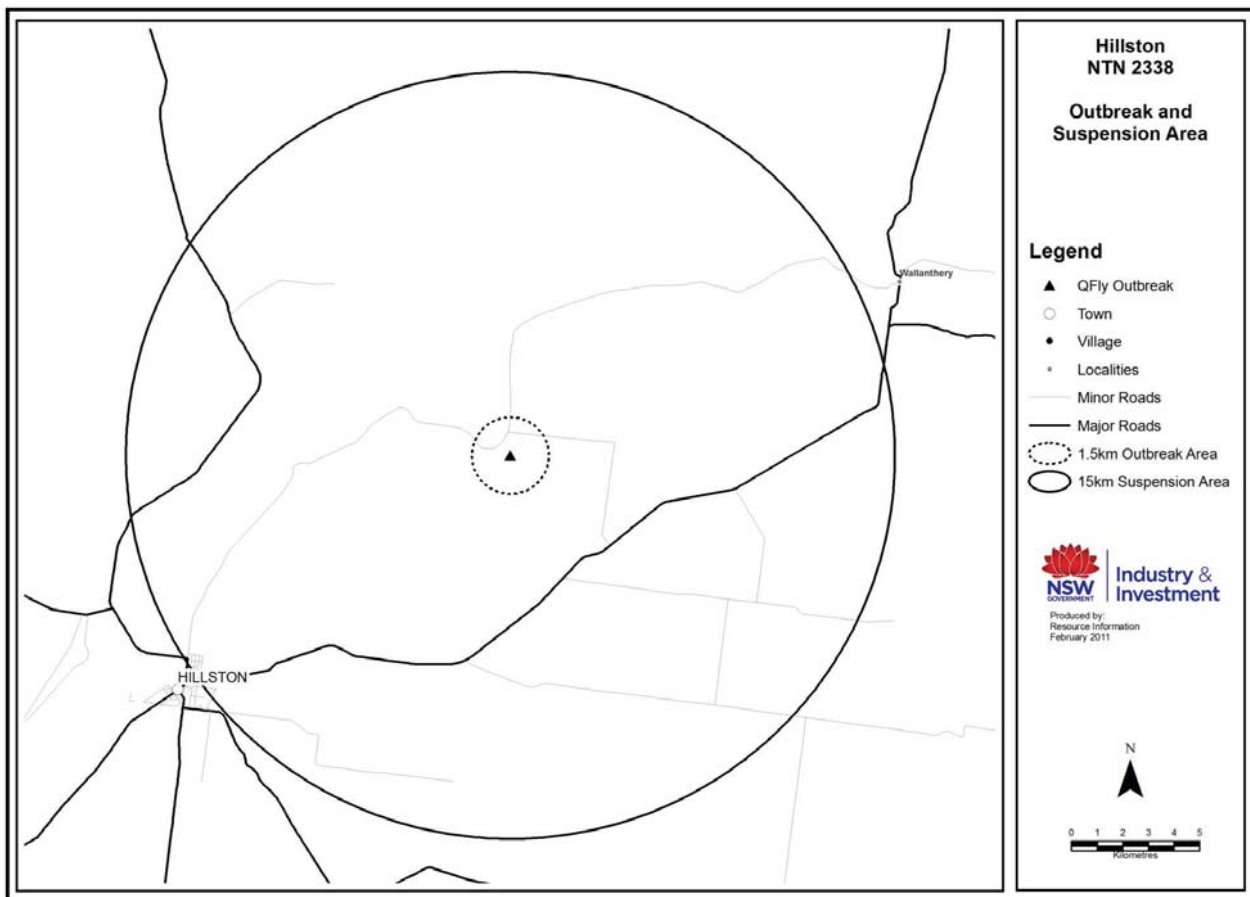 Hillston
NTN 2338
Outbreak and
Suspension Area
Wallanthery
HILLSTON
Legend
QFly Outbreak
Town
Village
Localities
Minor Roads
Major Roads
1.5km Outbreak Area
15km Suspension Area
NSW
GOVERNMENT
Industry &
Investment
Produced by:
Resource Information
February 2011
N
0 1 2 3 4 5
Kilometres